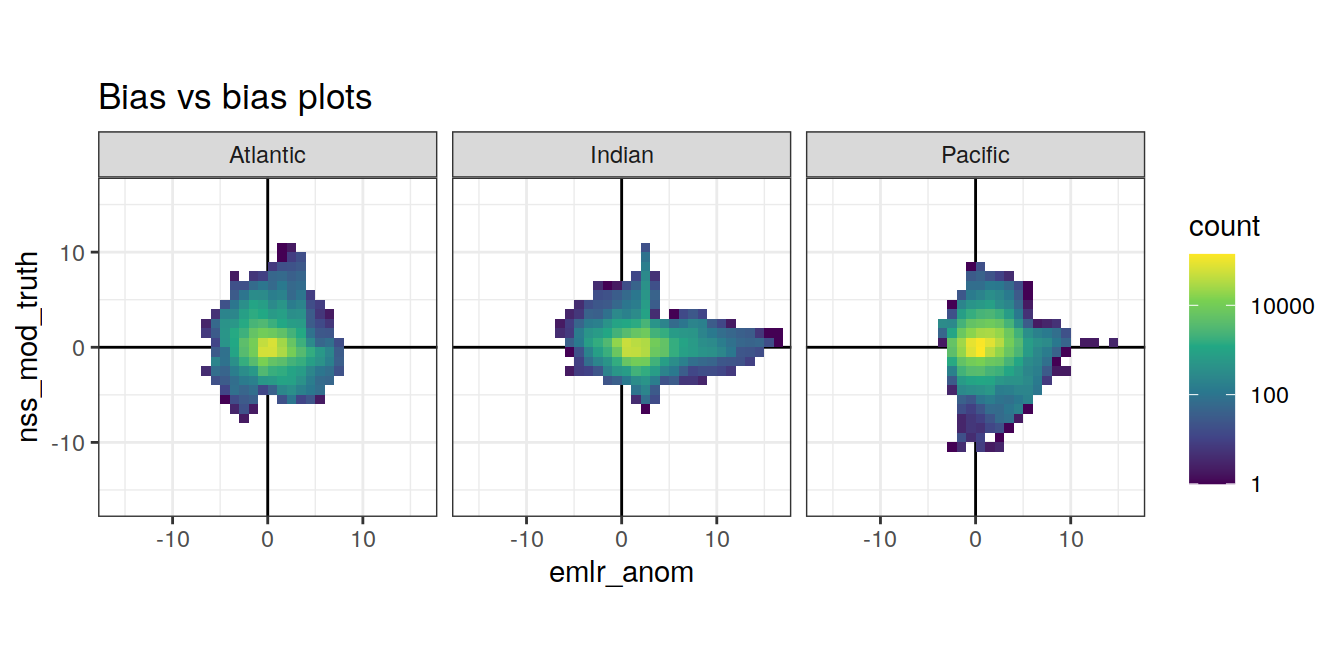 Bias vs bias plots
Atlantic Indian Pacific
count
10
0
-10
nss_mod_truth
10000
100
1
-10 0 10 -10 0 10 -10 0 10
emlr_anom